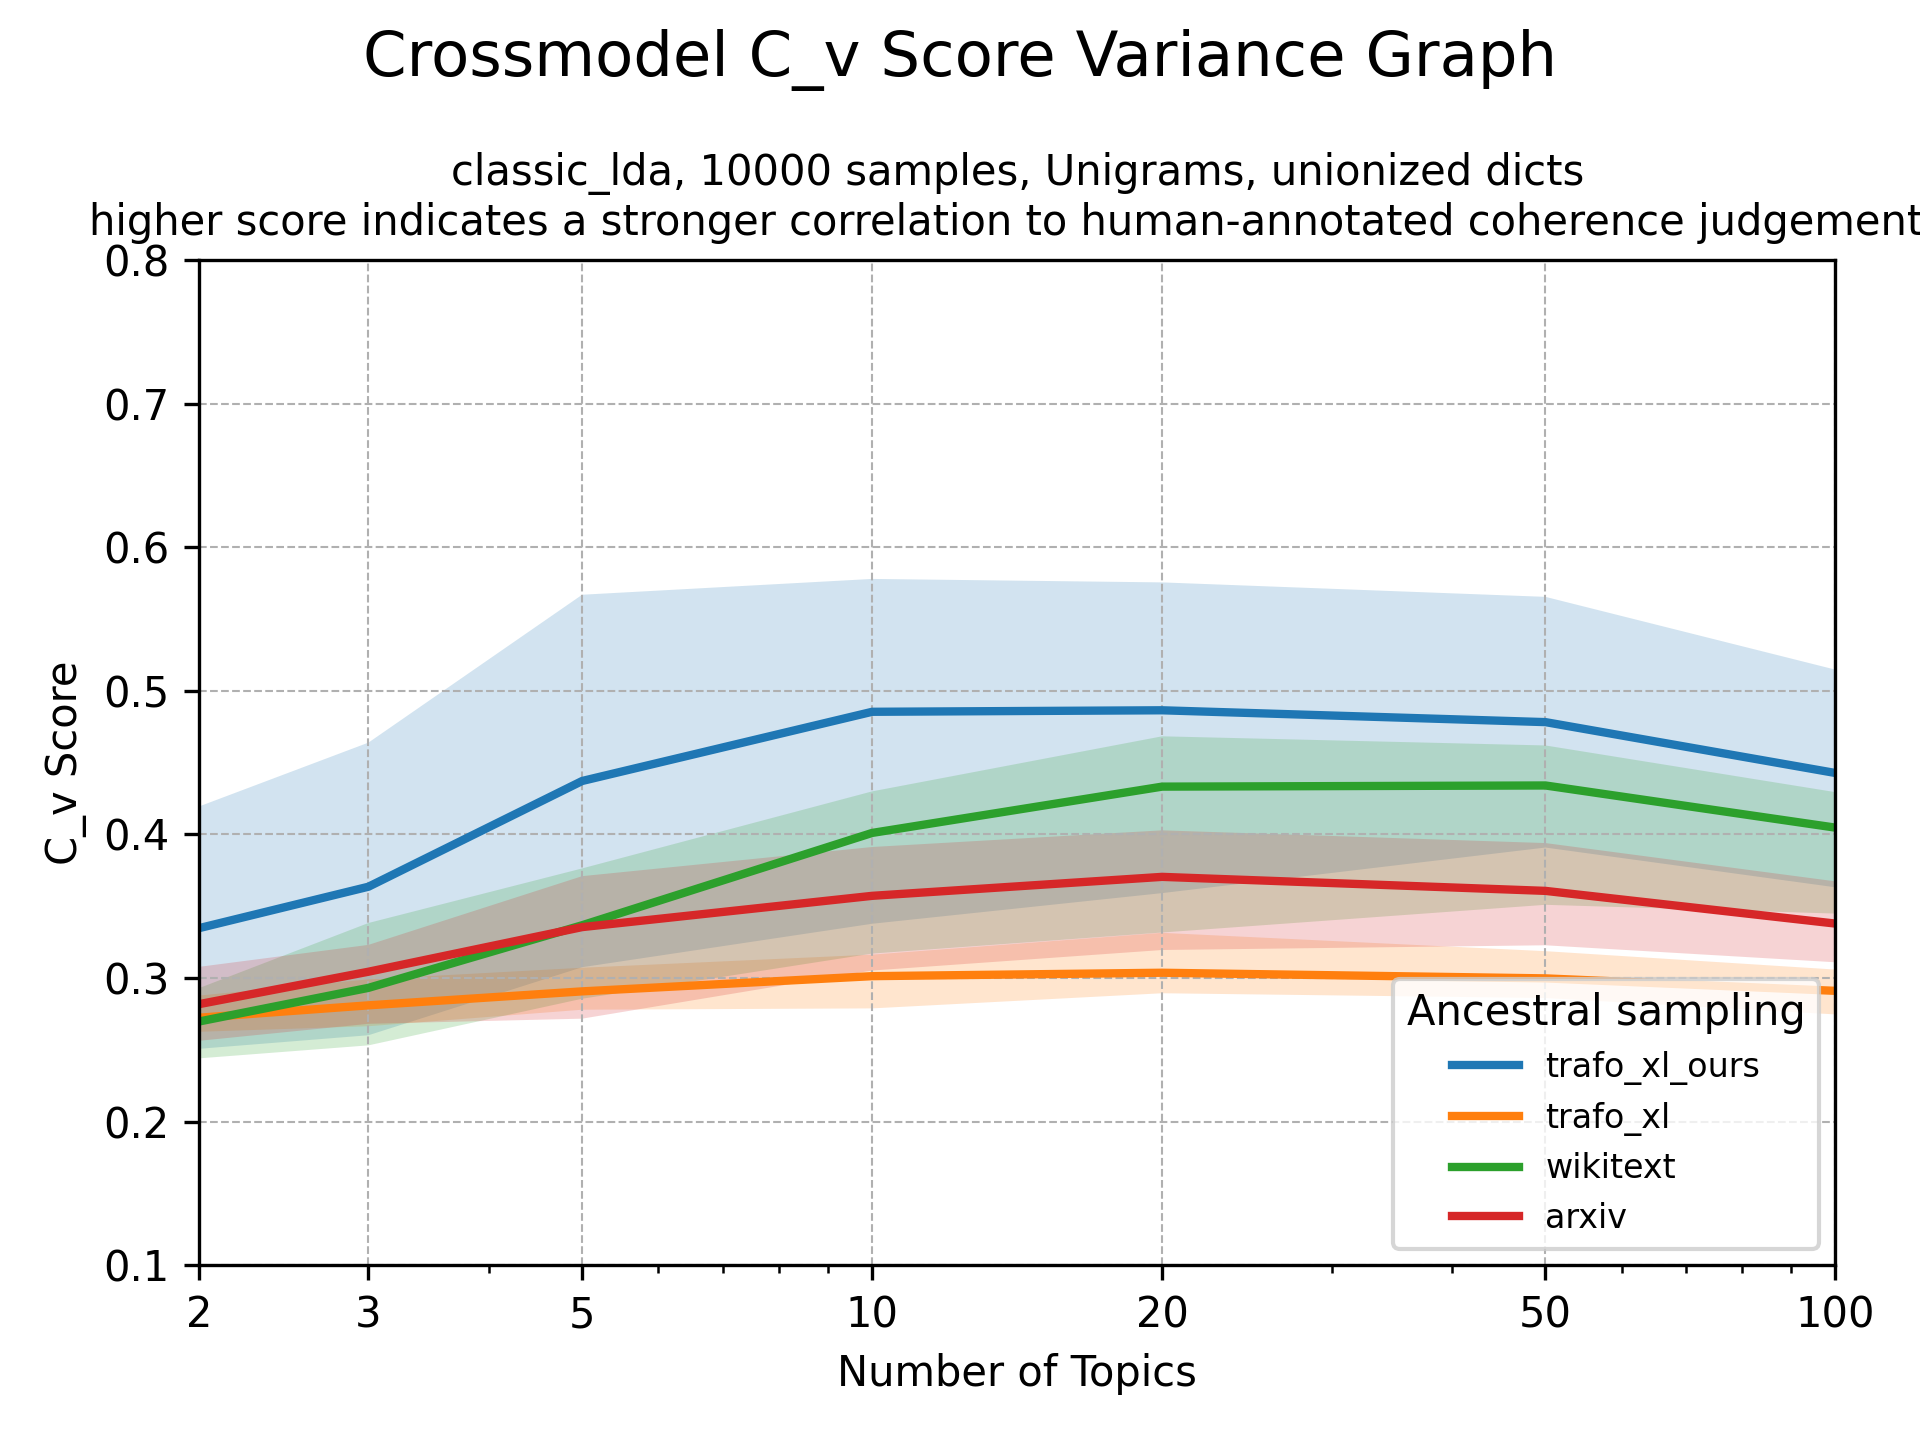 Crossmodel C_v Score Variance Graph
classic_lda, 10000 samples, Unigrams, unionized dicts
higher score indicates a stronger correlation to human-annotated coherence judgement
0.8
0.7
0.6
0.5
0.4
0.3
0.2
0.1
C_v Score
Ancestral sampling
trafo_xl_ours
trafo_xl
wikitext
arxiv
2 3 5 10 20 50 100
Number of Topics